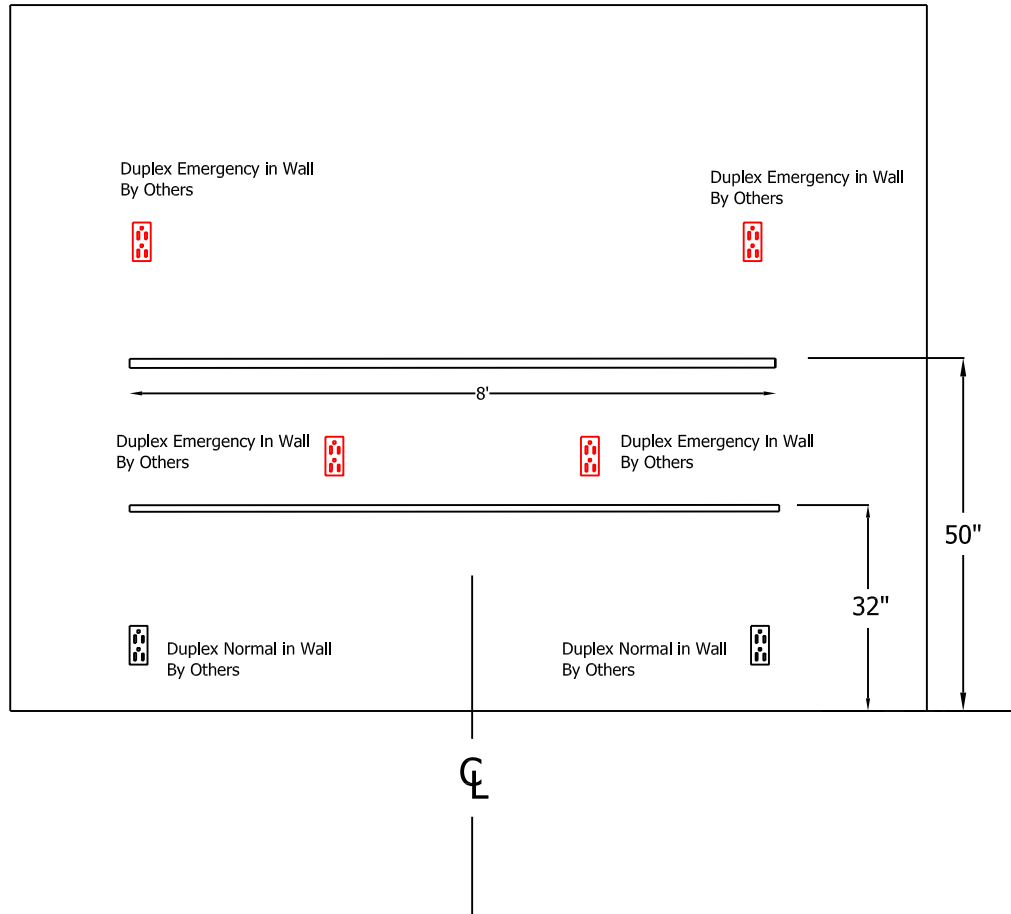 Duplex Emergency in Wall
By Others
Duplex Emergency in Wall
By Others
8'
Duplex Emergency In Wall
By Others
Duplex Emergency In Wall
By Others
50"
32"
Duplex Normal in Wall
By Others
Duplex Normal in Wall
By Others
℄